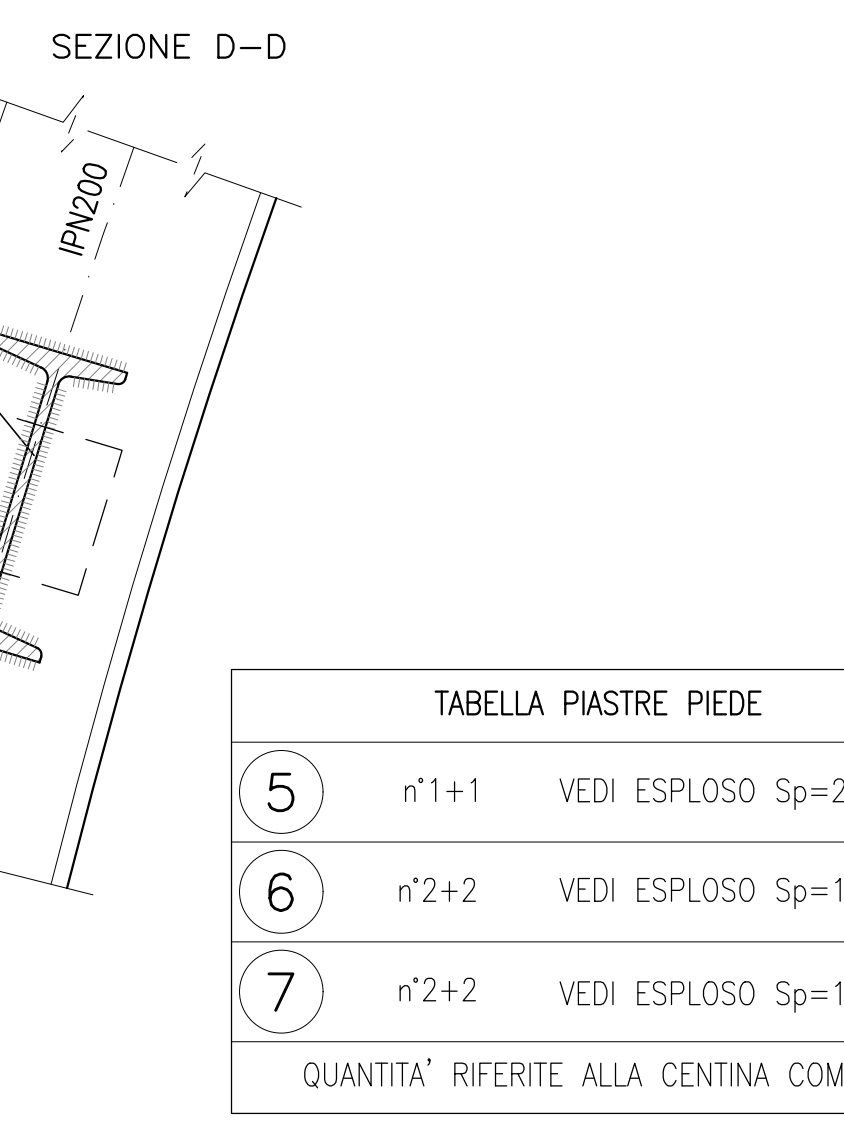 SEZIONE D-D
IPN200
TABELLA PIASTRE PIEDE
5 n°1+1 VEDI ESPLOSO Sp=2
6 n°2+2 VEDI ESPLOSO Sp=1
7 n°2+2 VEDI ESPLOSO Sp=1
QUANTITA' RIFERITE ALLA CENTINA COM